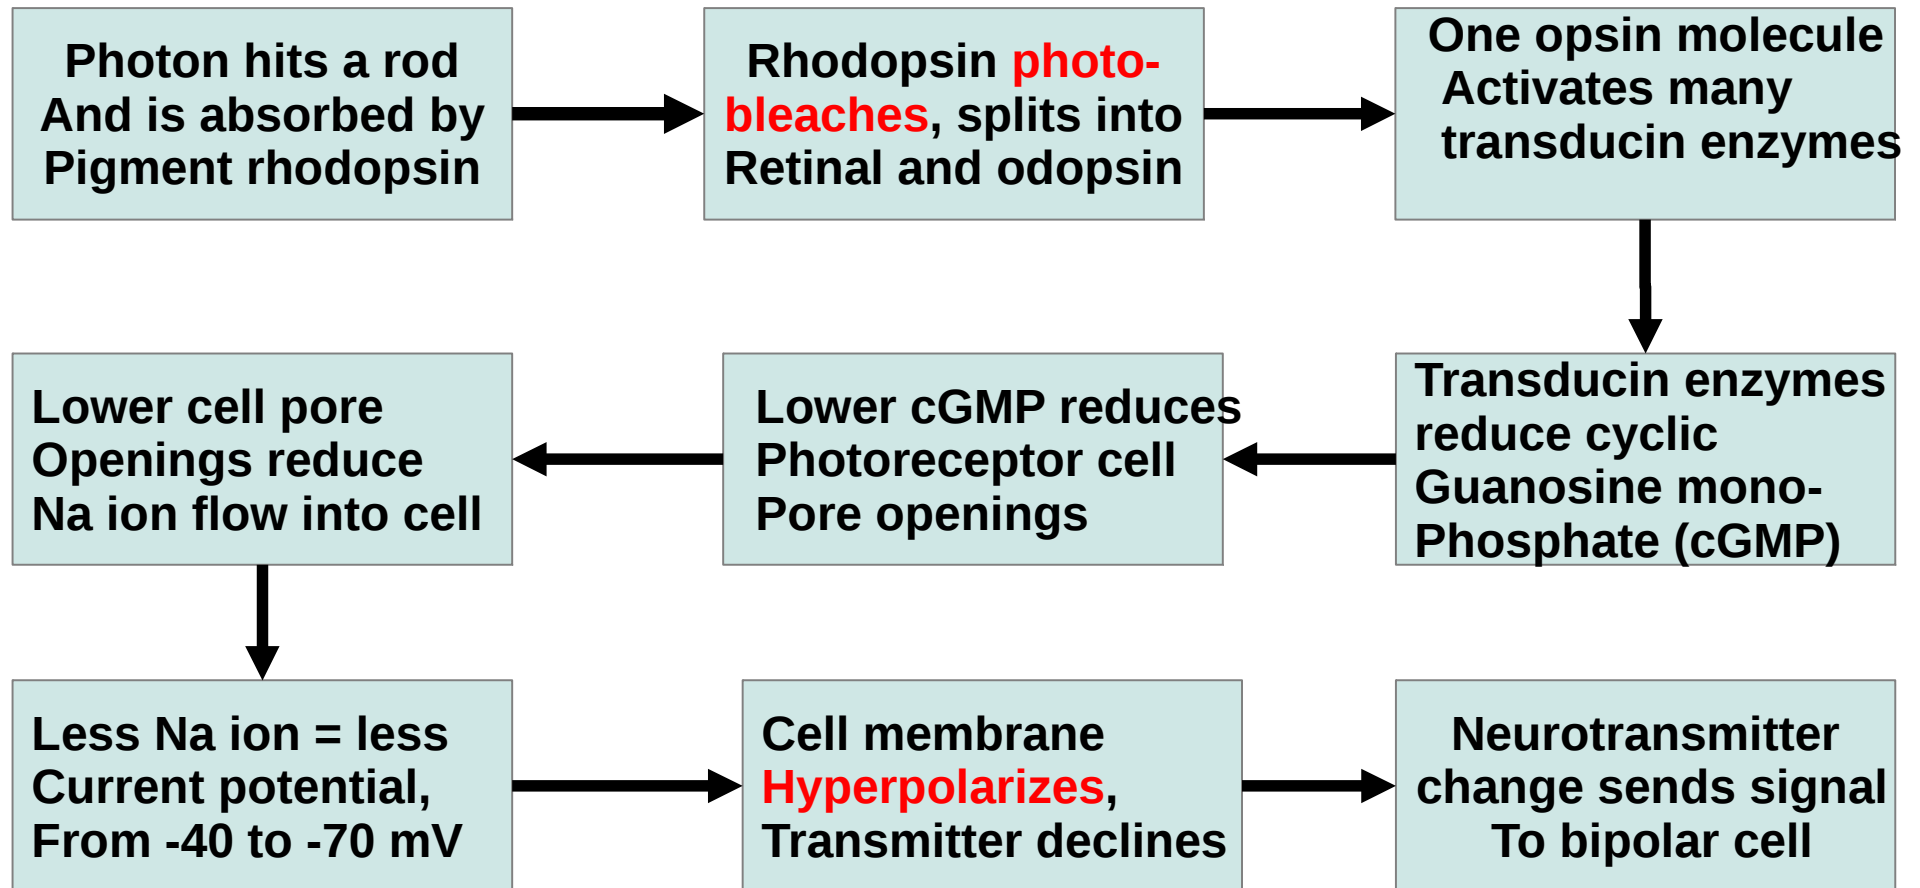 Photon hits a rod
And is absorbed by
Pigment rhodopsin
Rhodopsin photo-
bleaches, splits into
Retinal and odopsin
One opsin molecule
Activates many
transducin enzymes
Transducin enzymes
reduce cyclic
Guanosine mono-
Phosphate (cGMP)
Lower cGMP reduces
Photoreceptor cell
Pore openings
Lower cell pore
Openings reduce
Na ion flow into cell
Less Na ion = less
Current potential,
From -40 to -70 mV
Cell membrane
Hyperpolarizes,
Transmitter declines
Neurotransmitter
change sends signal
To bipolar cell